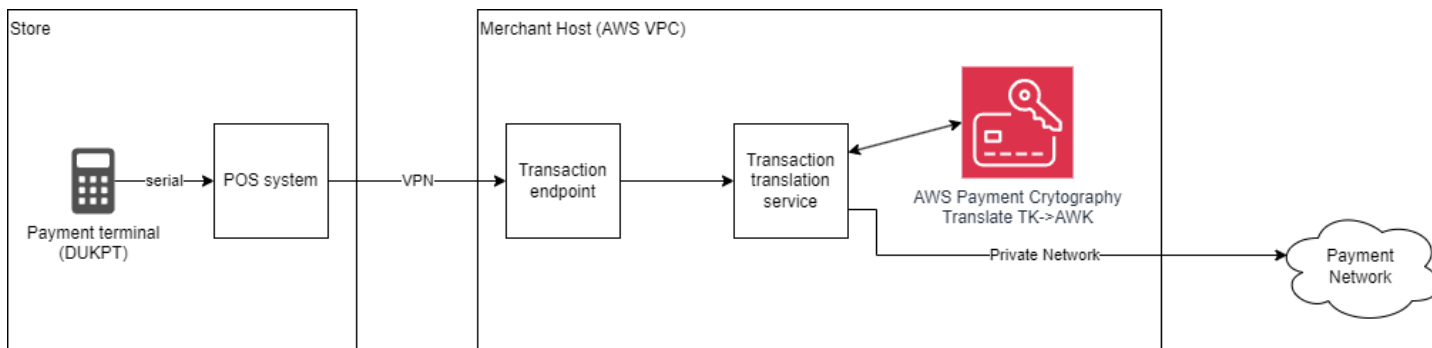 Store
Merchant Host (AWS VPC)
Payment terminal
(DUKPT)
serial
POS system
VPN
Transaction
endpoint
Transaction
translation
service
AWS Payment Crytography
Translate TK->AWK
Private Network
Payment
Network